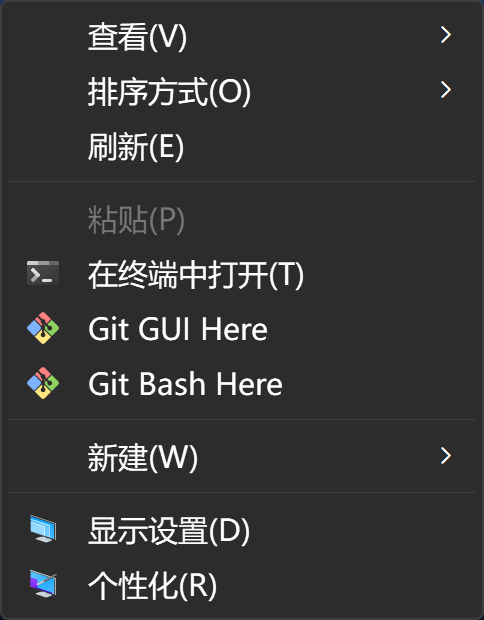 查看(V)
排序方式(O)
刷新(E)
粘贴(P)
在终端中打开(T)
Git GUI Here
Git Bash Here
新建(W)
显示设置(D)
个性化(R)